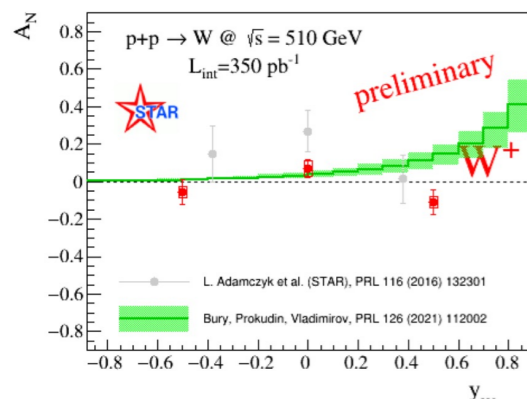 A_N
p+p → W @ √s = 510 GeV
L_int=350 pb⁻¹
preliminary
STAR
W+
0.8
0.6
0.4
0.2
0
−0.2
−0.4
−0.6
−0.8
L. Adamczyk et al. (STAR), PRL 116 (2016) 132301
Bury, Prokudin, Vladimirov, PRL 126 (2021) 112002
−0.8 −0.6 −0.4 −0.2 0 0.2 0.4 0.6 0.8